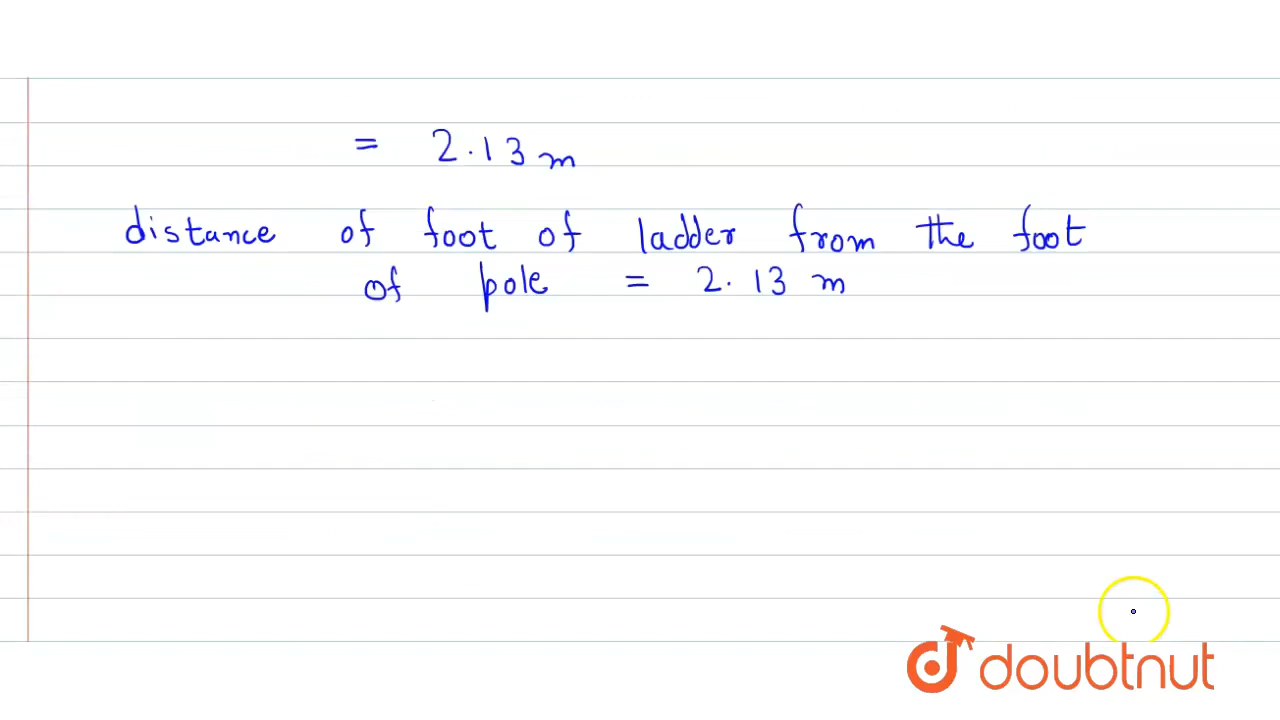 = 2.13 m
distance of foot of ladder from the foot
of pole = 2.13 m
doubtnut